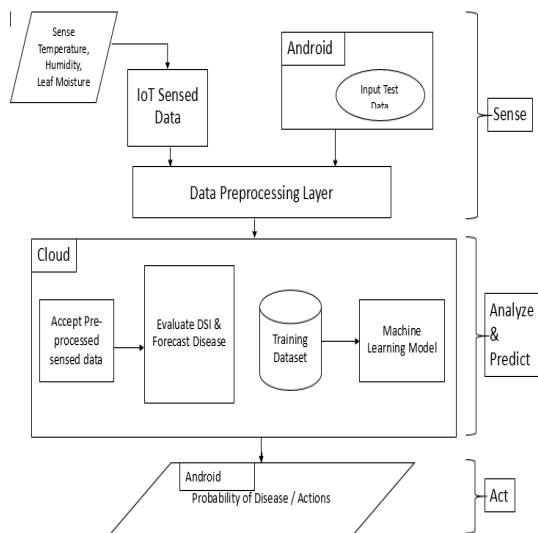 Sense
Temperature,
Humidity,
Leaf Moisture
IoT Sensed
Data
Android
Input Test
Data
Sense
Data Preprocessing Layer
Cloud
Accept Pre-
processed
sensed data
Evaluate DSI &
Forecast Disease
Training
Dataset
Machine
Learning Model
Analyze
&
Predict
Android
Probability of Disease / Actions
Act